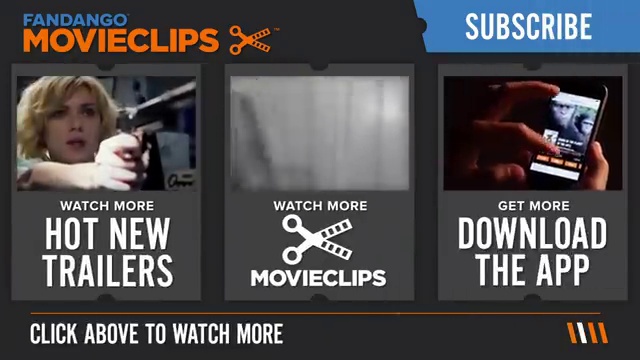 FANDANGO
MOVIECLIPS™
SUBSCRIBE
WATCH MORE
HOT NEW
TRAILERS
WATCH MORE
MOVIECLIPS
GET MORE
DOWNLOAD
THE APP
CLICK ABOVE TO WATCH MORE